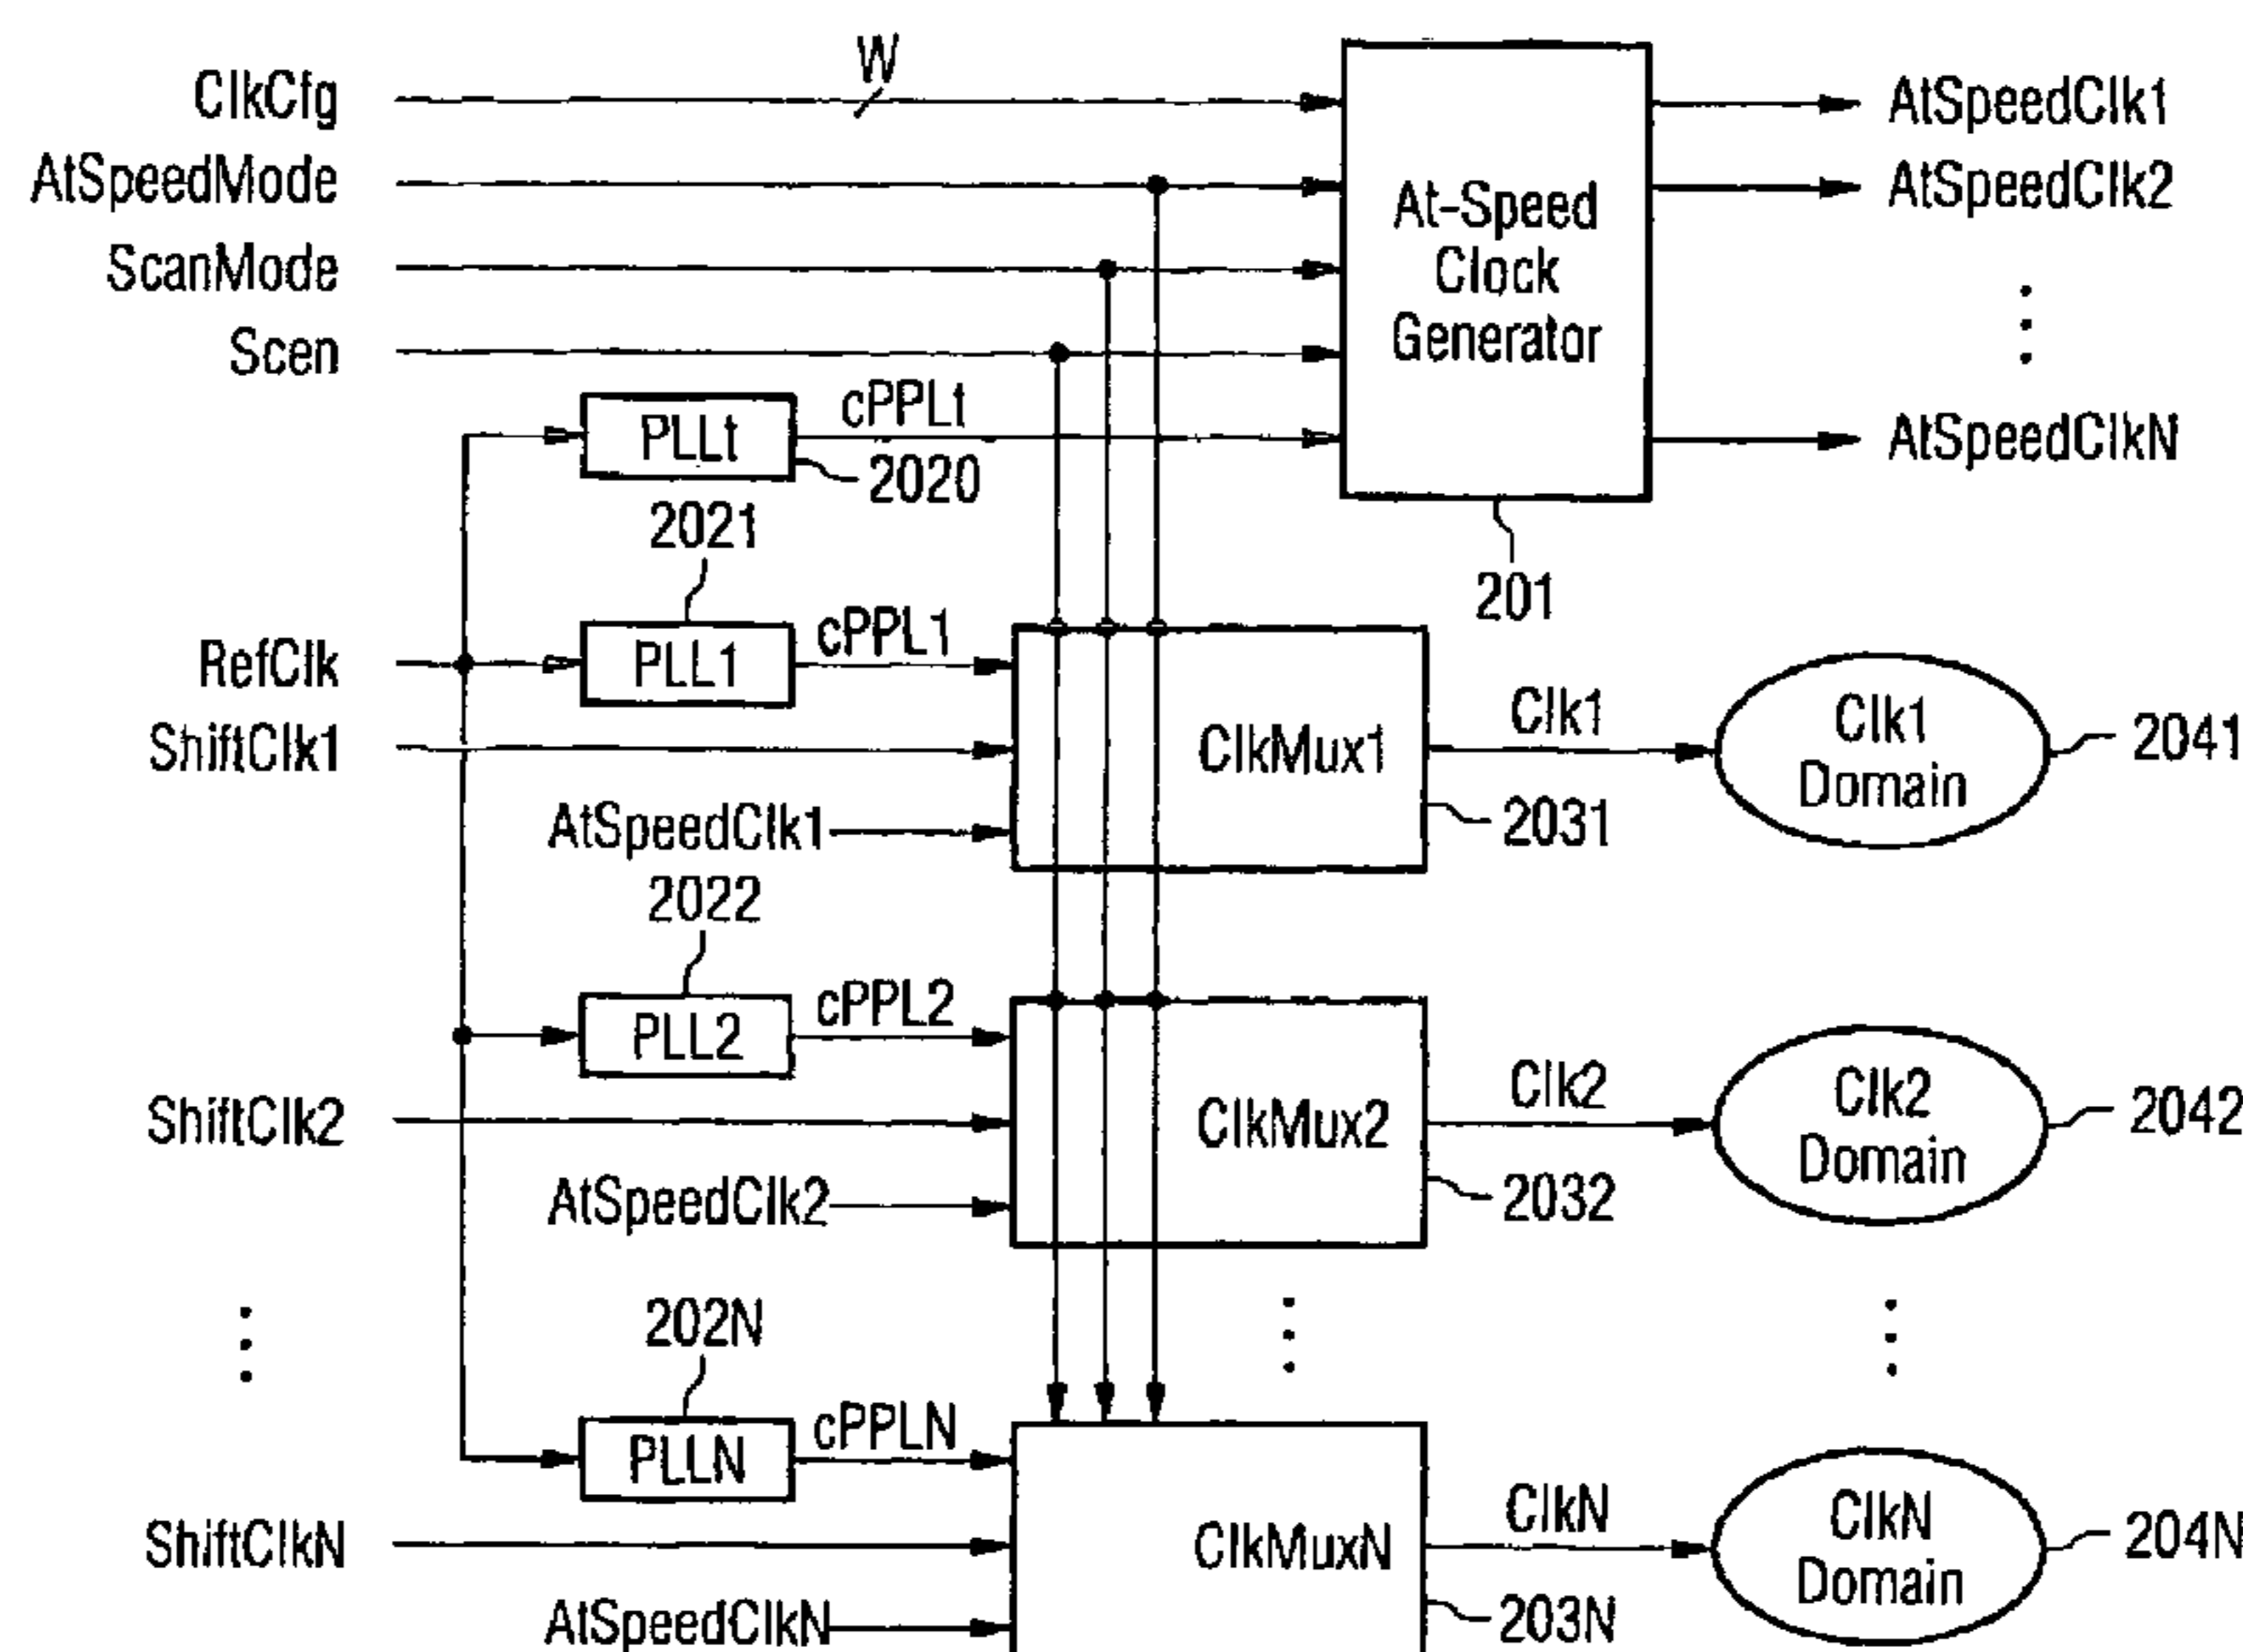 W
ClkCfg
AtSpeedMode
ScanMode
Scen
At-Speed
Clock
Generator
AtSpeedClk1
AtSpeedClk2
AtSpeedClkN
201
PLLt
cPPLt
2020
2021
RefClk
PLL1
cPPL1
ShiftClk1
AtSpeedClk1
ClkMux1
2031
Clk1
Clk1
Domain
2041
2022
PLL2
cPPL2
ShiftClk2
AtSpeedClk2
ClkMux2
2032
Clk2
Clk2
Domain
2042
202N
PLLN
cPPLN
ShiftClkN
AtSpeedClkN
ClkMuxN
203N
ClkN
ClkN
Domain
204N